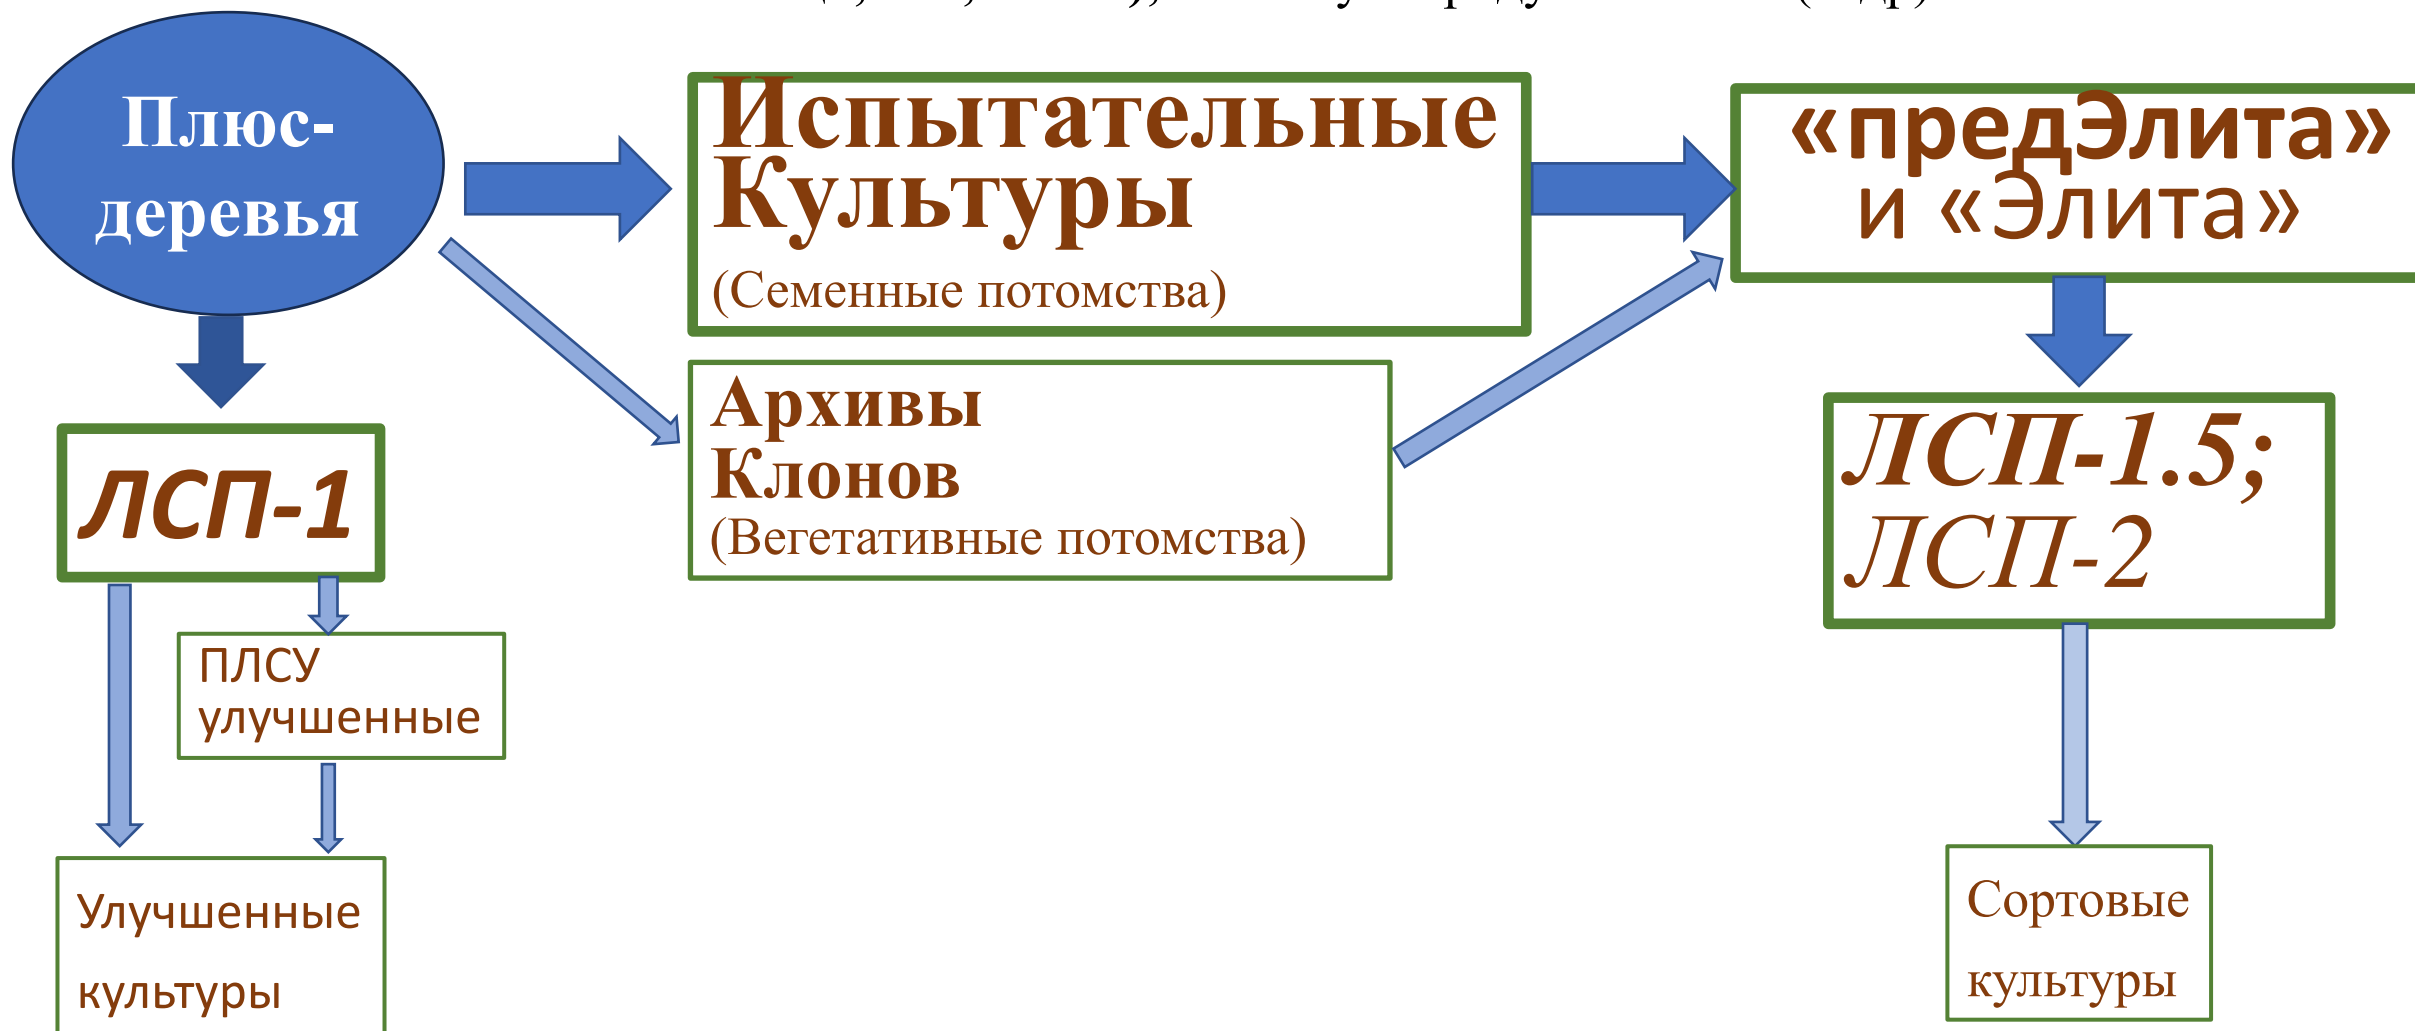 Плюс-
деревья
Испытательные
Культуры
(Семенные потомства)
«предЭлита»
и «Элита»
Архивы
Клонов
(Вегетативные потомства)
ЛСП-1
ЛСП-1.5;
ЛСП-2
ПЛСУ
улучшенные
Улучшенные
культуры
Сортовые
культуры